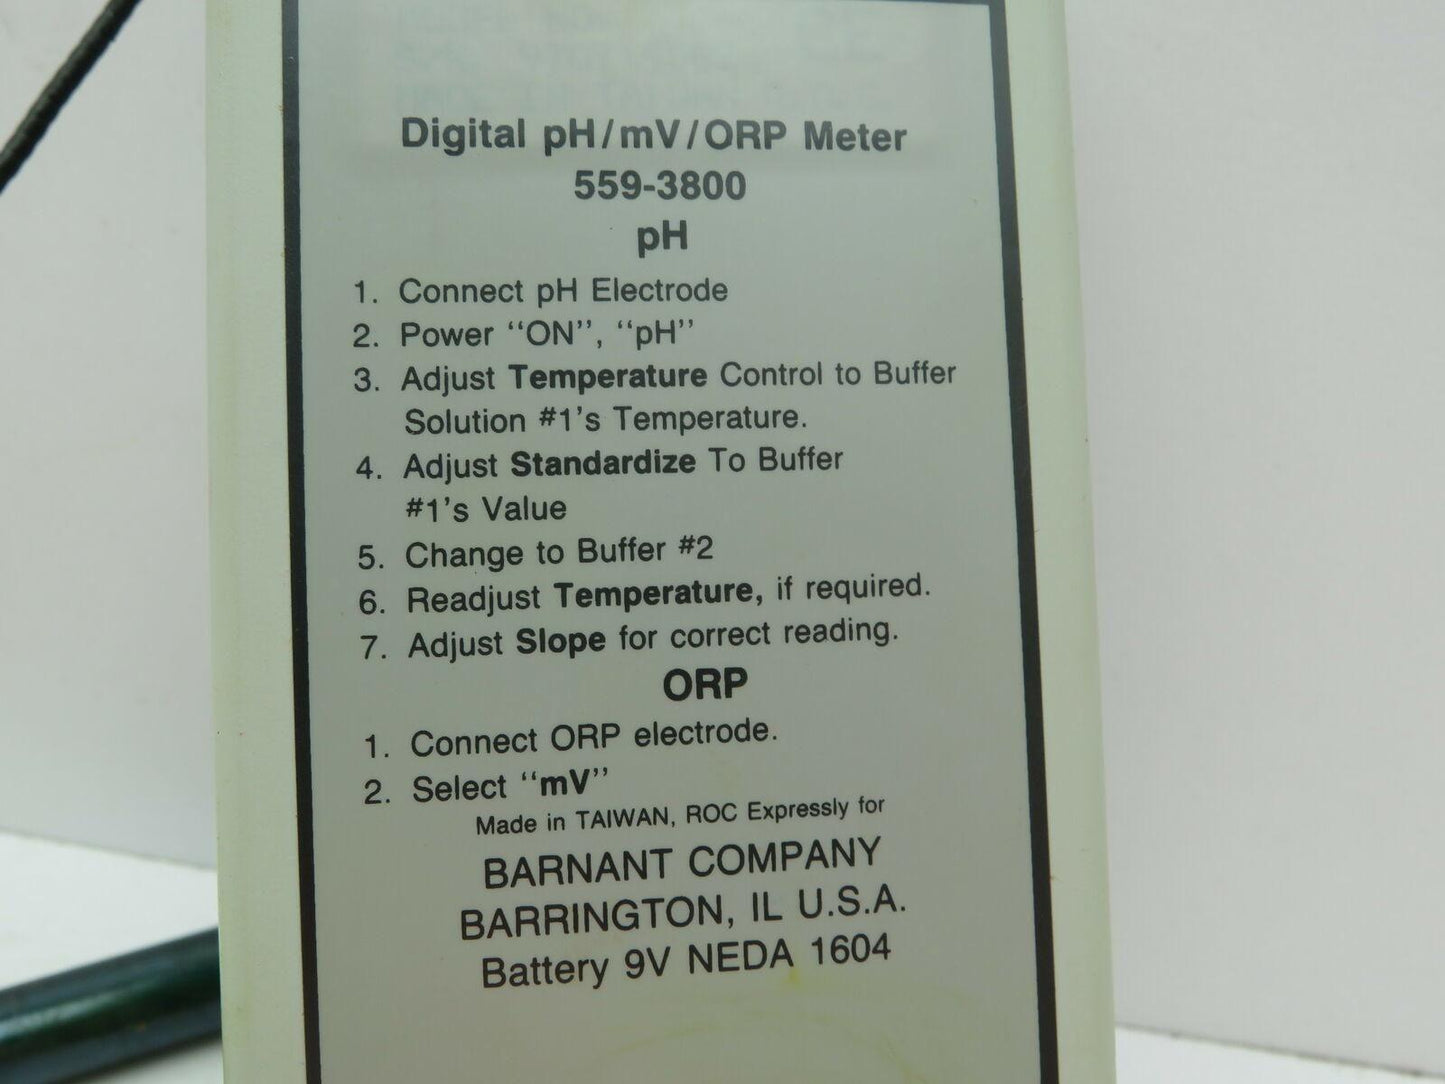 Digital pH/mV/ORP Meter
559-3800
pH
1. Connect pH Electrode
2. Power “ON”, “pH”
3. Adjust Temperature Control to Buffer
Solution #1’s Temperature.
4. Adjust Standardize To Buffer
#1’s Value
5. Change to Buffer #2
6. Readjust Temperature, if required.
7. Adjust Slope for correct reading.
ORP
1. Connect ORP electrode.
2. Select “mV”
Made in TAIWAN, ROC Expressly for
BARNANT COMPANY
BARRINGTON, IL U.S.A.
Battery 9V NEDA 1604